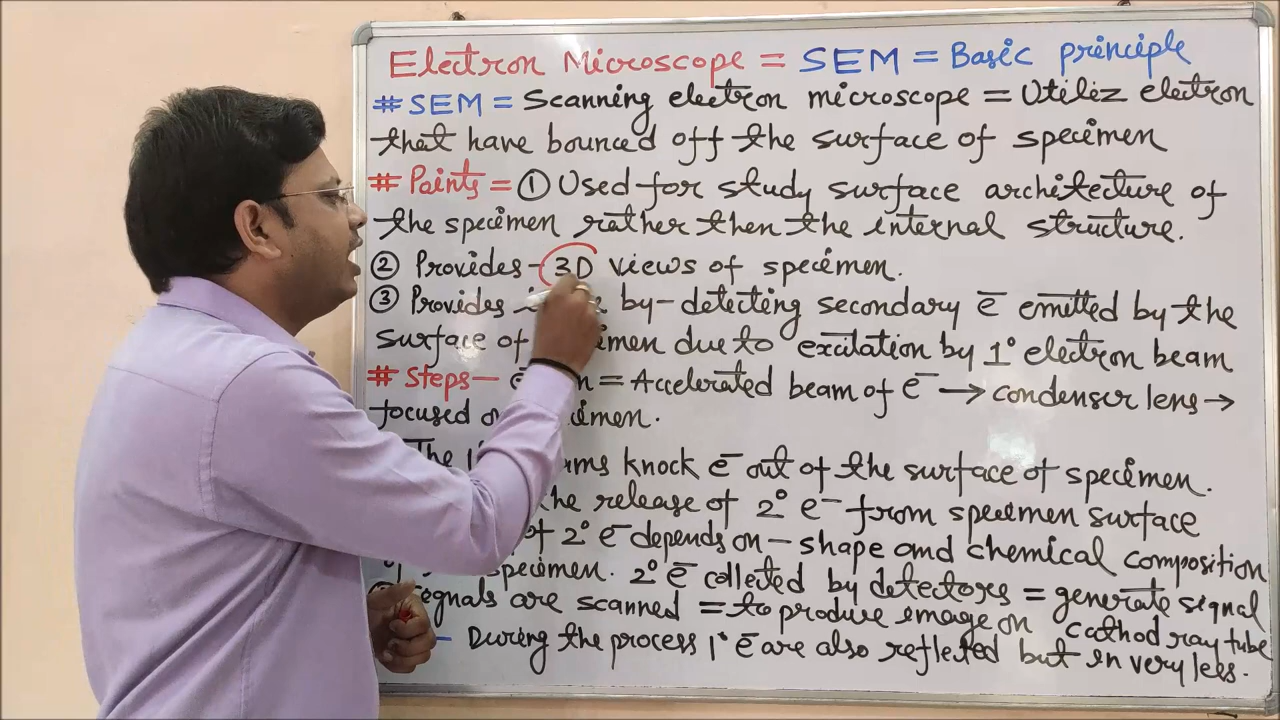 Electron Microscope = SEM = Basic principle
# SEM = Scanning electron microscope = Utiliz electron
that have bounced off the surface of specimen
# Points = ① Used for study surface architecture of
the specimen rather then the internal structure.
② Provides - 3D views of specimen.
③ Provides by - detecting secondary e̅ emitted by the
surface of due to excitation by 1° electron beam
# Steps - = Accelerated beam of e̅ → condenser lens →
focused
The knock e̅ out of the surface of specimen.
the release of 2° e⁻ from specimen surface
of 2° e̅ depends on - shape and chemical composition
specimen. 2° e̅ collected by detectores = generate signal
are scanned = to produce image on cathod ray tube
- During the process 1° e̅ are also reflected but in very less.